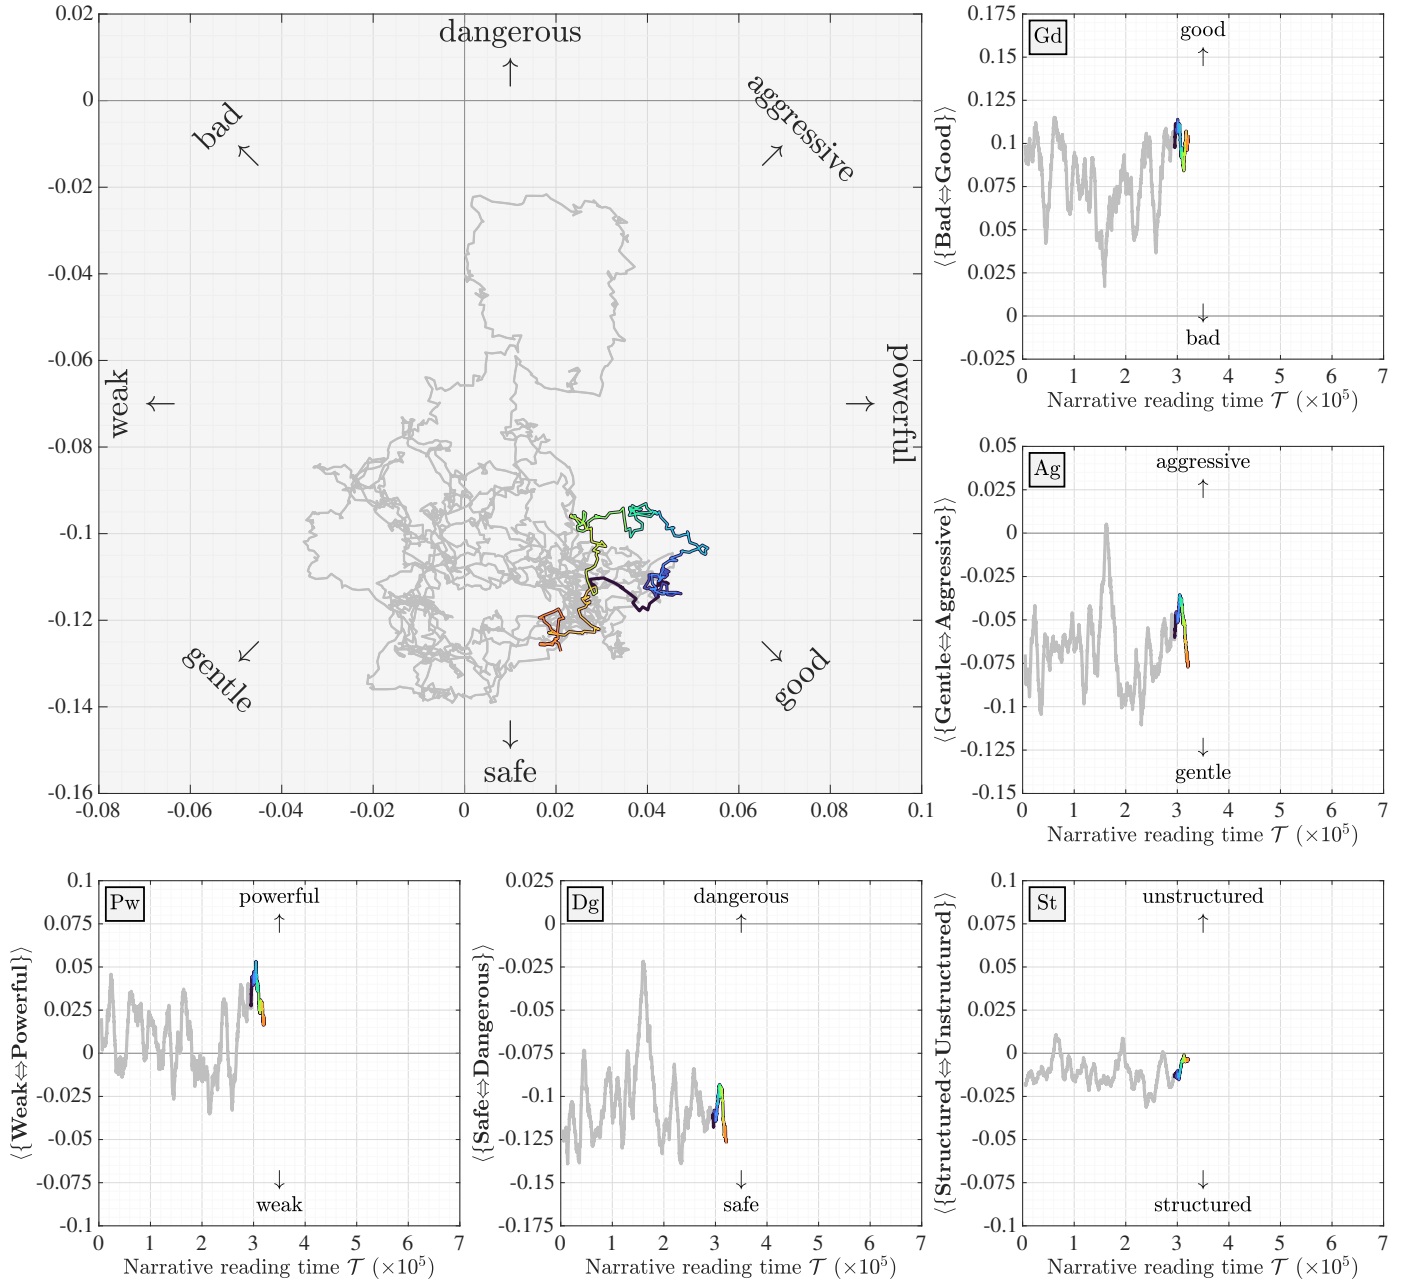 0.02
0
-0.02
-0.04
-0.06
-0.08
-0.1
-0.12
-0.14
-0.16
-0.08
-0.06
-0.04
-0.02
0
0.02
0.04
0.06
0.08
0.1
dangerous
↑
bad
↖
aggressive
↗
weak
←
powerful
→
gentle
↙
good
↘
↓
safe
Gd
good
↑
↓
bad
0.175
0.15
0.125
0.1
0.075
0.05
0.025
0
-0.025
⟨{Bad⇔Good}⟩
0 1 2 3 4 5 6 7
Narrative reading time 𝒯 (×10⁵)
Ag
aggressive
↑
↓
gentle
0.05
0.025
0
-0.025
-0.05
-0.075
-0.1
-0.125
-0.15
⟨{Gentle⇔Aggressive}⟩
0 1 2 3 4 5 6 7
Narrative reading time 𝒯 (×10⁵)
Pw
powerful
↑
↓
weak
0.1
0.075
0.05
0.025
0
-0.025
-0.05
-0.075
-0.1
⟨{Weak⇔Powerful}⟩
0 1 2 3 4 5 6 7
Narrative reading time 𝒯 (×10⁵)
Dg
dangerous
↑
↓
safe
0.025
0
-0.025
-0.05
-0.075
-0.1
-0.125
-0.15
-0.175
⟨{Safe⇔Dangerous}⟩
0 1 2 3 4 5 6 7
Narrative reading time 𝒯 (×10⁵)
St
unstructured
↑
↓
structured
0.1
0.075
0.05
0.025
0
-0.025
-0.05
-0.075
-0.1
⟨{Structured⇔Unstructured}⟩
0 1 2 3 4 5 6 7
Narrative reading time 𝒯 (×10⁵)